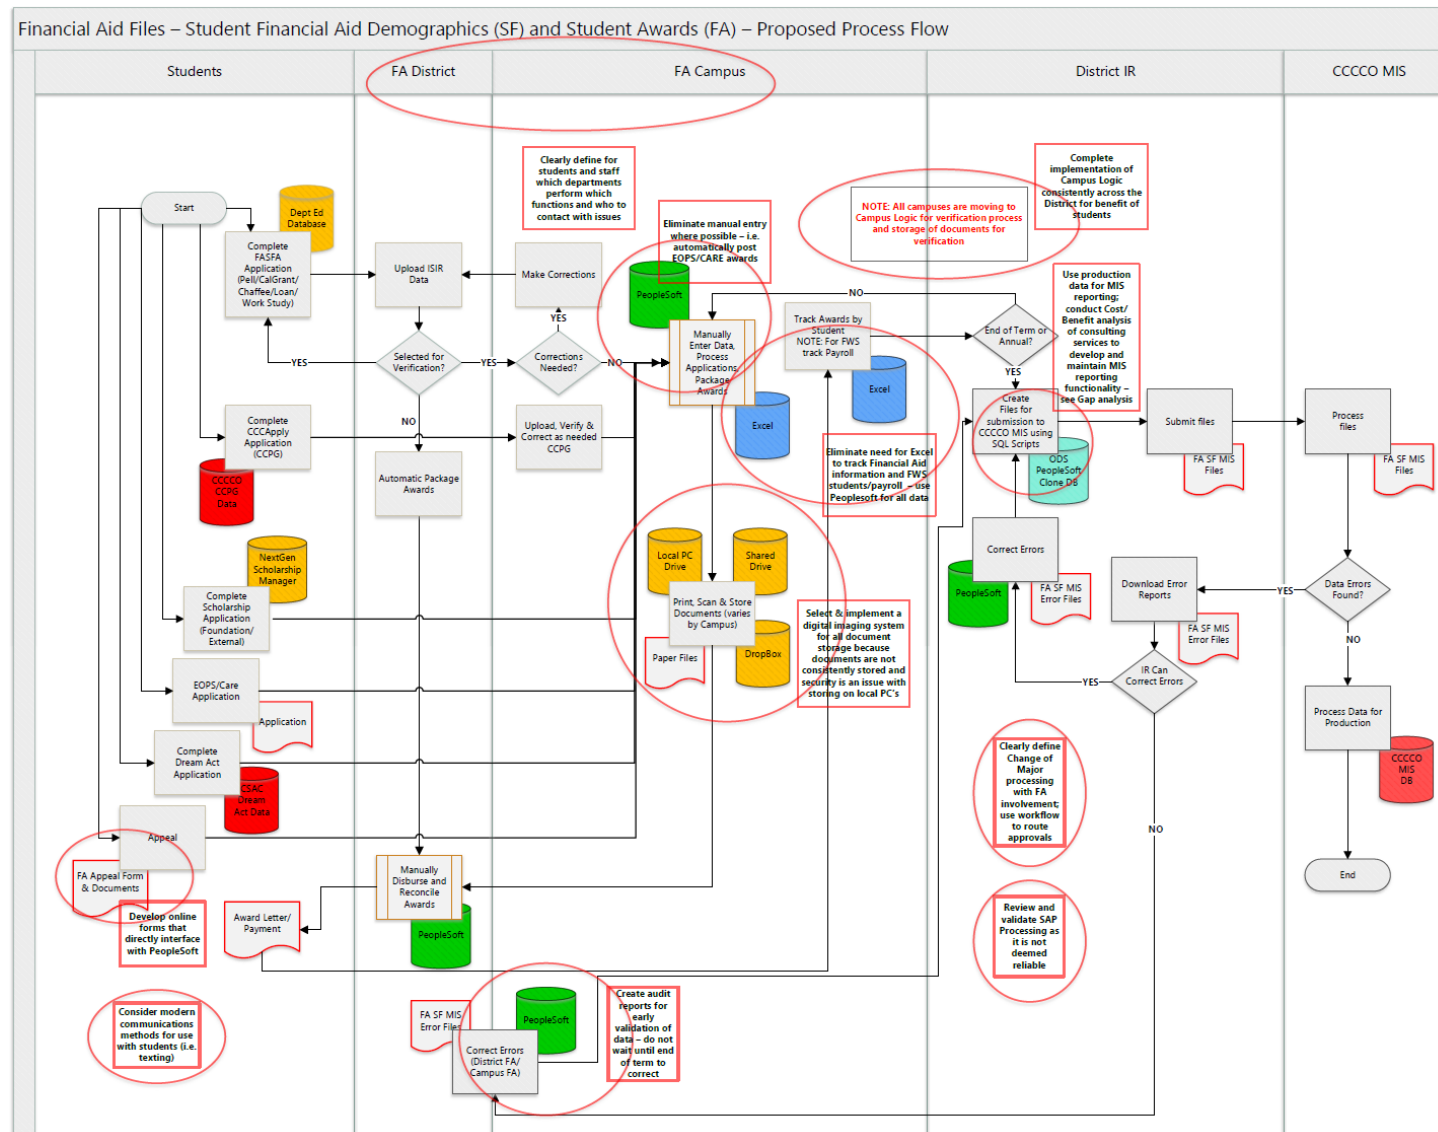 Financial Aid Files – Student Financial Aid Demographics (SF) and Student Awards (FA) – Proposed Process Flow
Students
FA District
FA Campus
District IR
CCCCO MIS
Start
Dept Ed
Database
Complete
FASFA
Application
(Pell/CalGrant/
Chaffee/Loan/
Work Study)
Upload ISIR
Data
Make Corrections
Clearly define for
students and staff
which departments
perform which
functions and who to
contact with issues
Eliminate manual entry
where possible – i.e.
automatically post
EOPS/CARE awards
NOTE: All campuses are moving to
Campus Logic for verification process
and storage of documents for
verification
Complete
implementation of
Campus Logic
consistently across the
District for benefit of
students
PeopleSoft
Manually
Enter Data,
Process
Applications,
Package
Awards
Track Awards by
Student
NOTE: For FWS
track Payroll
NO
End of Term or
Annual?
YES
Use production
data for MIS
reporting;
conduct Cost/
Benefit analysis
of consulting
services to
develop and
maintain MIS
reporting
functionality –
see Gap analysis
YES
Selected for
Verification?
YES
YES
Corrections
Needed?
NO
Excel
Excel
NO
Complete
CCCApply
Application
(CCPG)
CCCCO
CCPG
Data
Upload, Verify &
Correct as needed
CCPG
Automatic Package
Awards
Eliminate need for Excel
to track Financial Aid
information and FWS
students/payroll – use
Peoplesoft for all data
Create
Files for
submission to
CCCCO MIS using
SQL Scripts
ODS
PeopleSoft
Clone DB
Submit files
FA SF MIS
Files
Process
files
FA SF MIS
Files
NextGen
Scholarship
Manager
Complete
Scholarship
Application
(Foundation/
External)
Local PC
Drive
Shared
Drive
Print, Scan & Store
Documents (varies
by Campus)
Paper Files
DropBox
Select & implement a
digital imaging system
for all document
storage because
documents are not
consistently stored and
security is an issue with
storing on local PC's
Correct Errors
PeopleSoft
FA SF MIS
Error Files
Download Error
Reports
FA SF MIS
Error Files
YES
Data Errors
Found?
NO
YES
IR Can
Correct Errors
EOPS/Care
Application
Application
Complete
Dream Act
Application
CSAC
Dream
Act Data
Process Data for
Production
CCCCO
MIS
DB
Clearly define
Change of
Major
processing
with FA
involvement;
use workflow
to route
approvals
NO
Appeal
FA Appeal Form
& Documents
Develop online
forms that
directly interface
with PeopleSoft
Award Letter/
Payment
Manually
Disburse and
Reconcile
Awards
PeopleSoft
End
Review and
validate SAP
Processing as
it is not
deemed
reliable
Consider modern
communications
methods for use
with students (i.e.
texting)
FA SF MIS
Error Files
PeopleSoft
Correct Errors
(District FA/
Campus FA)
Create audit
reports for
early
validation of
data – do not
wait until end
of term to
correct